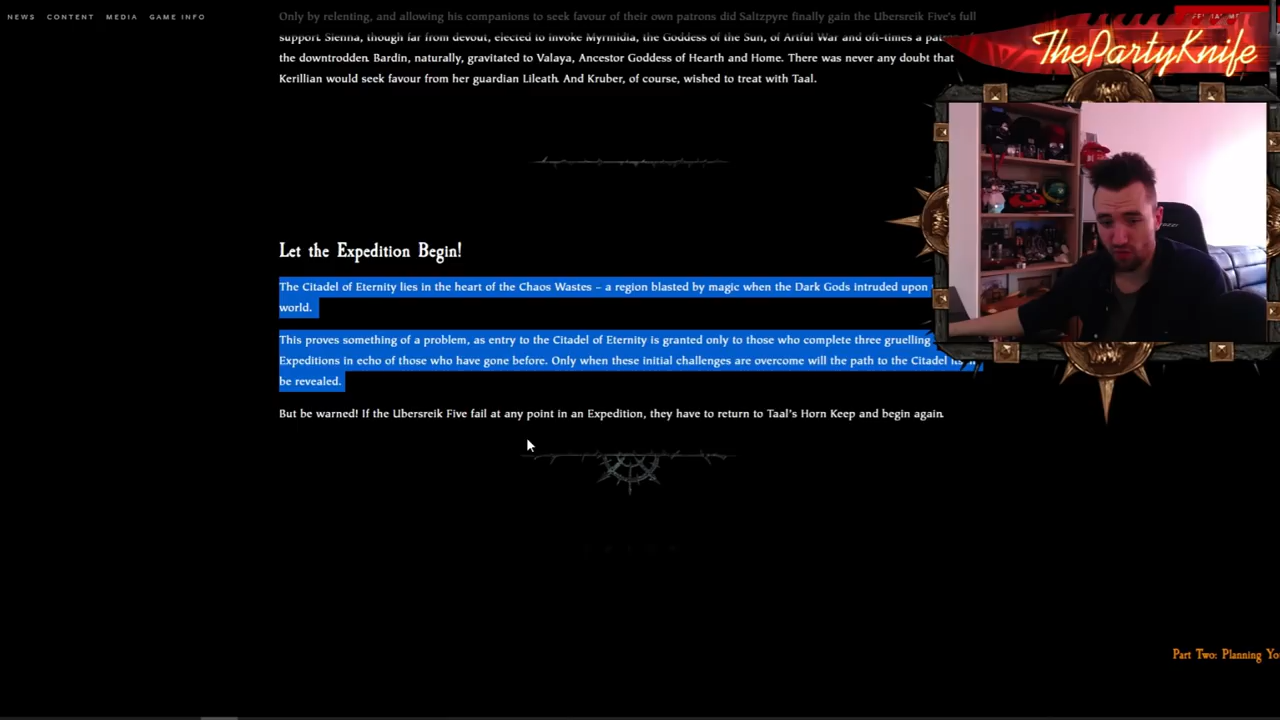 NEWS CONTENT MEDIA GAME INFO
Only by relenting, and allowing his companions to seek favour of their own patrons did Saltzpyre finally gain the Ubersreik Five's full
support. Sienna, though far from devout, elected to invoke Myrmidia, the Goddess of the Sun, of Artful War and oft-times a
the downtrodden. Bardin, naturally, gravitated to Valaya, Ancestor Goddess of Hearth and Home. There was never any doubt that
Kerillian would seek favour from her guardian Lileath. And Kruber, of course, wished to treat with Taal.
ThePartyKnife
Let the Expedition Begin!
The Citadel of Eternity lies in the heart of the Chaos Wastes – a region blasted by magic when the Dark Gods intruded upon
world.
This proves something of a problem, as entry to the Citadel of Eternity is granted only to those who complete three gruelling
Expeditions in echo of those who have gone before. Only when these initial challenges are overcome will the path to the Citadel
be revealed.
But be warned! If the Ubersreik Five fail at any point in an Expedition, they have to return to Taal's Horn Keep and begin again.
Part Two: Planning Yo